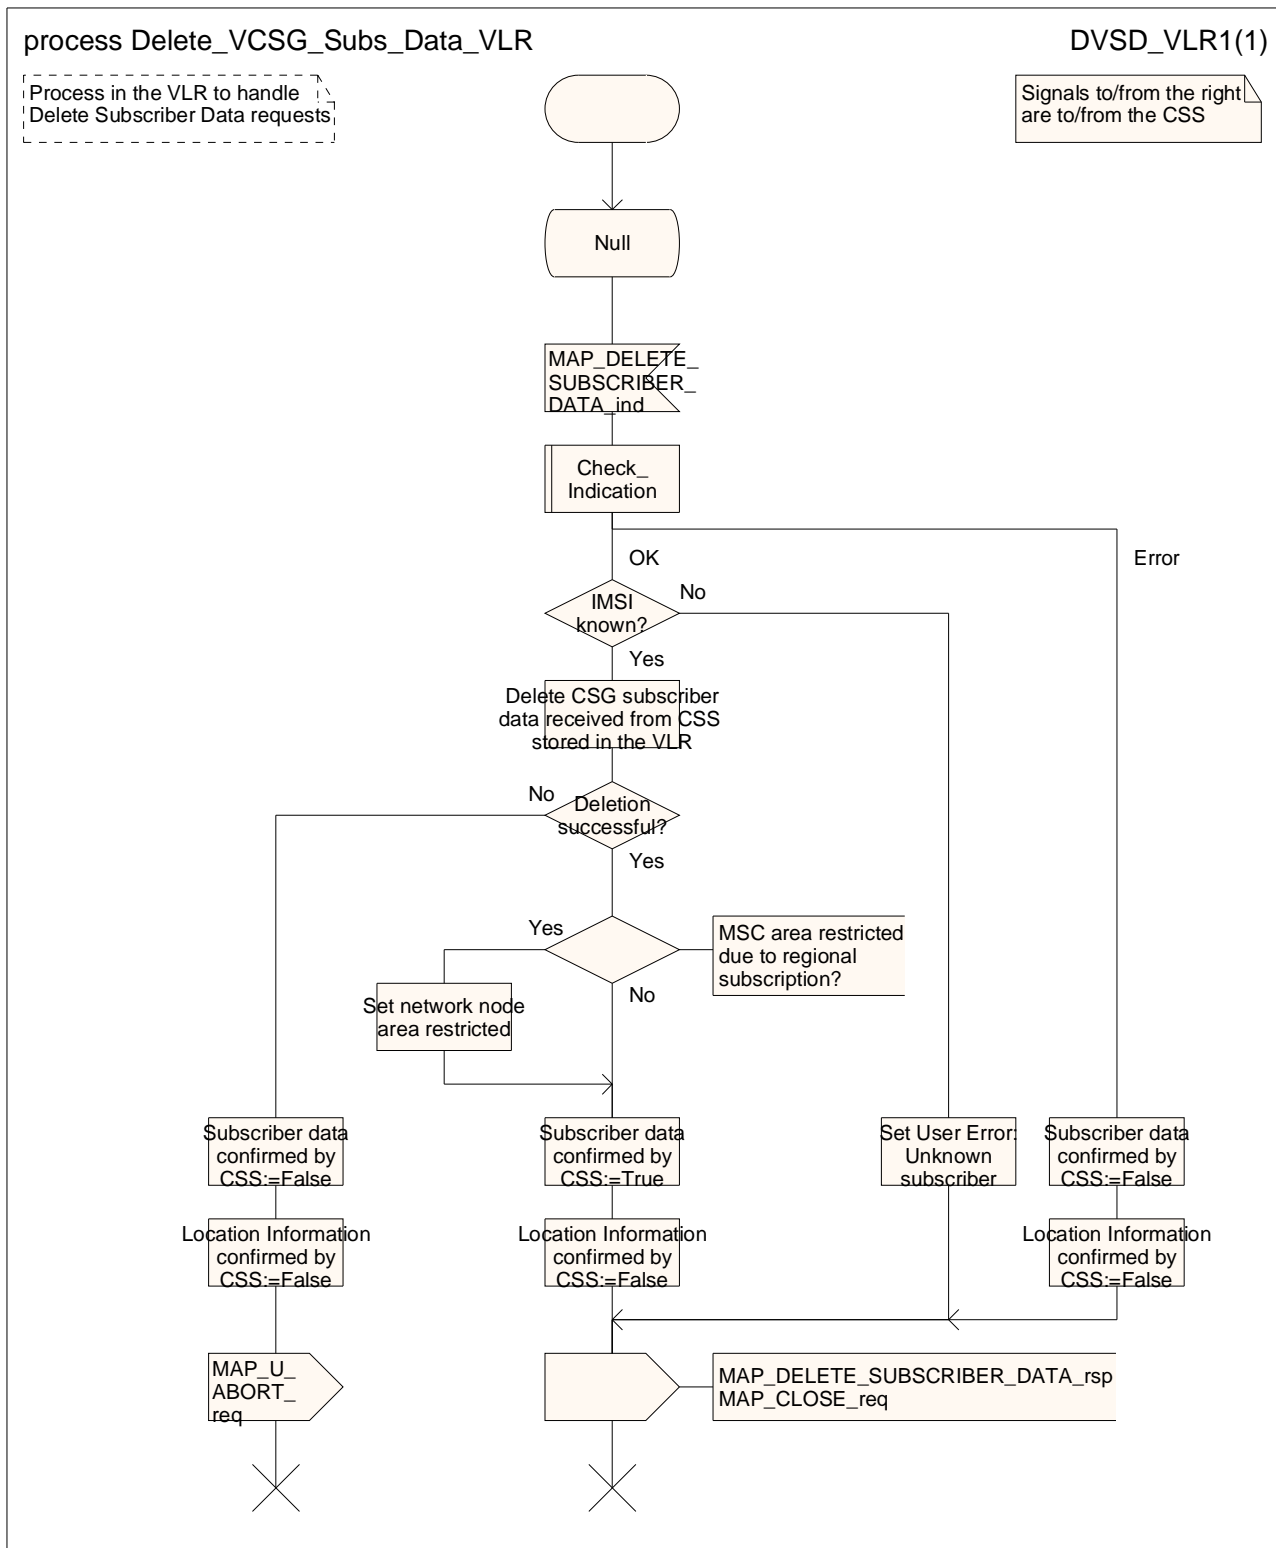 process Delete_VCSG_Subs_Data_VLR
DVSD_VLR1(1)
Process in the VLR to handle
Delete Subscriber Data requests
Signals to/from the right
are to/from the CSS
Null
MAP_DELETE_
SUBSCRIBER_
DATA_ind
Check_
Indication
OK
Error
IMSI
known?
No
Yes
Delete CSG subscriber
data received from CSS
stored in the VLR
No
Deletion
successful?
Yes
Yes
MSC area restricted
due to regional
subscription?
No
Set network node
area restricted
Subscriber data
confirmed by
CSS:=False
Subscriber data
confirmed by
CSS:=True
Set User Error:
Unknown
subscriber
Subscriber data
confirmed by
CSS:=False
Location Information
confirmed by
CSS:=False
Location Information
confirmed by
CSS:=False
Location Information
confirmed by
CSS:=False
MAP_U_
ABORT_
req
MAP_DELETE_SUBSCRIBER_DATA_rsp
MAP_CLOSE_req